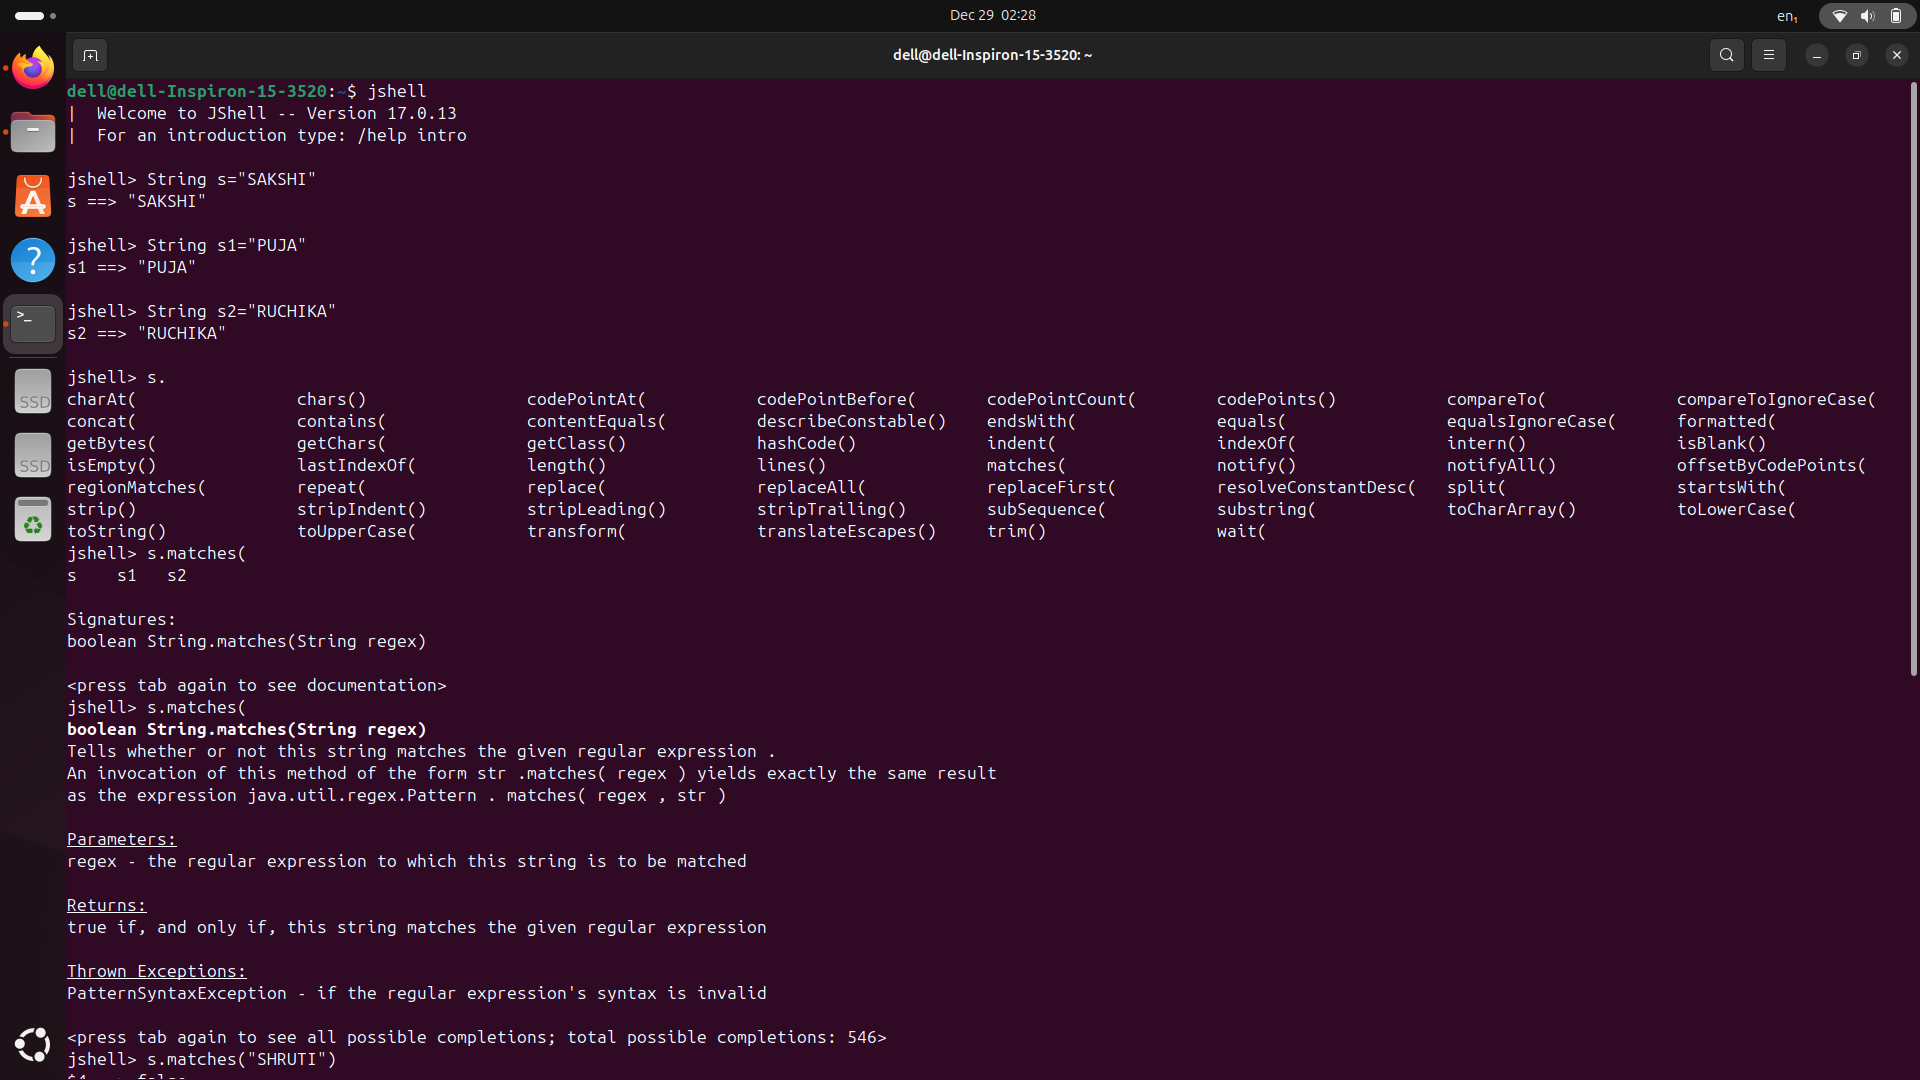 Dec 29 02:28
en₁
dell@dell-Inspiron-15-3520: ~
dell@dell-Inspiron-15-3520:~$ jshell
| Welcome to JShell -- Version 17.0.13
| For an introduction type: /help intro
jshell> String s="SAKSHI"
s ==> "SAKSHI"
jshell> String s1="PUJA"
s1 ==> "PUJA"
jshell> String s2="RUCHIKA"
s2 ==> "RUCHIKA"
jshell> s.
charAt( chars() codePointAt( codePointBefore( codePointCount( codePoints() compareTo( compareToIgnoreCase(
concat( contains( contentEquals( describeConstable() endsWith( equals( equalsIgnoreCase( formatted(
getBytes( getChars( getClass() hashCode() indent( indexOf( intern() isBlank()
isEmpty() lastIndexOf( length() lines() matches( notify() notifyAll() offsetByCodePoints(
regionMatches( repeat( replace( replaceAll( replaceFirst( resolveConstantDesc( split( startsWith(
strip() stripIndent() stripLeading() stripTrailing() subSequence( substring( toCharArray() toLowerCase(
toString() toUpperCase( transform( translateEscapes() trim() wait(
jshell> s.matches(
s s1 s2
Signatures:
boolean String.matches(String regex)
<press tab again to see documentation>
jshell> s.matches(
boolean String.matches(String regex)
Tells whether or not this string matches the given regular expression .
An invocation of this method of the form str .matches( regex ) yields exactly the same result
as the expression java.util.regex.Pattern . matches( regex , str )
Parameters:
regex - the regular expression to which this string is to be matched
Returns:
true if, and only if, this string matches the given regular expression
Thrown Exceptions:
PatternSyntaxException - if the regular expression's syntax is invalid
<press tab again to see all possible completions; total possible completions: 546>
jshell> s.matches("SHRUTI")
SSD
SSD